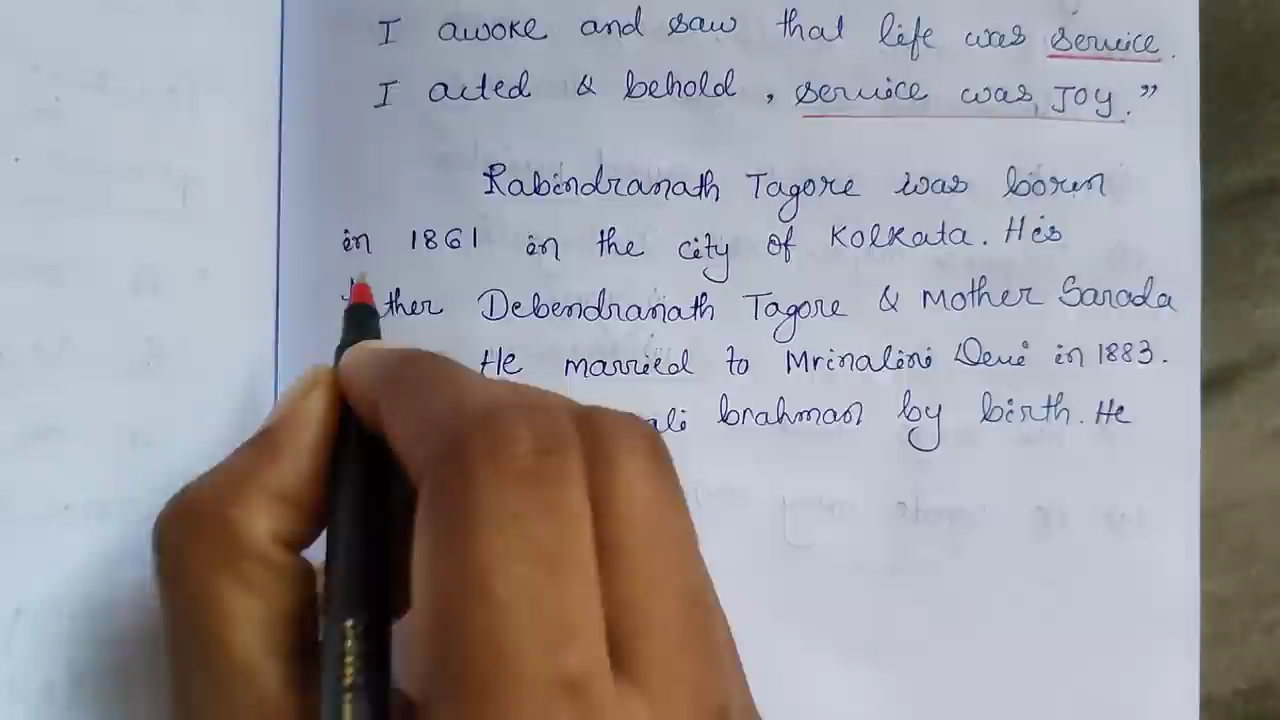 I awoke and saw that life was service.
I acted & behold, service was Joy."
Rabindranath Tagore was born
in 1861 in the city of Kolkata. His
Debendranath Tagore & Mother Sarada
He married to Mrinalini Devi in 1883.
brahman by birth. He